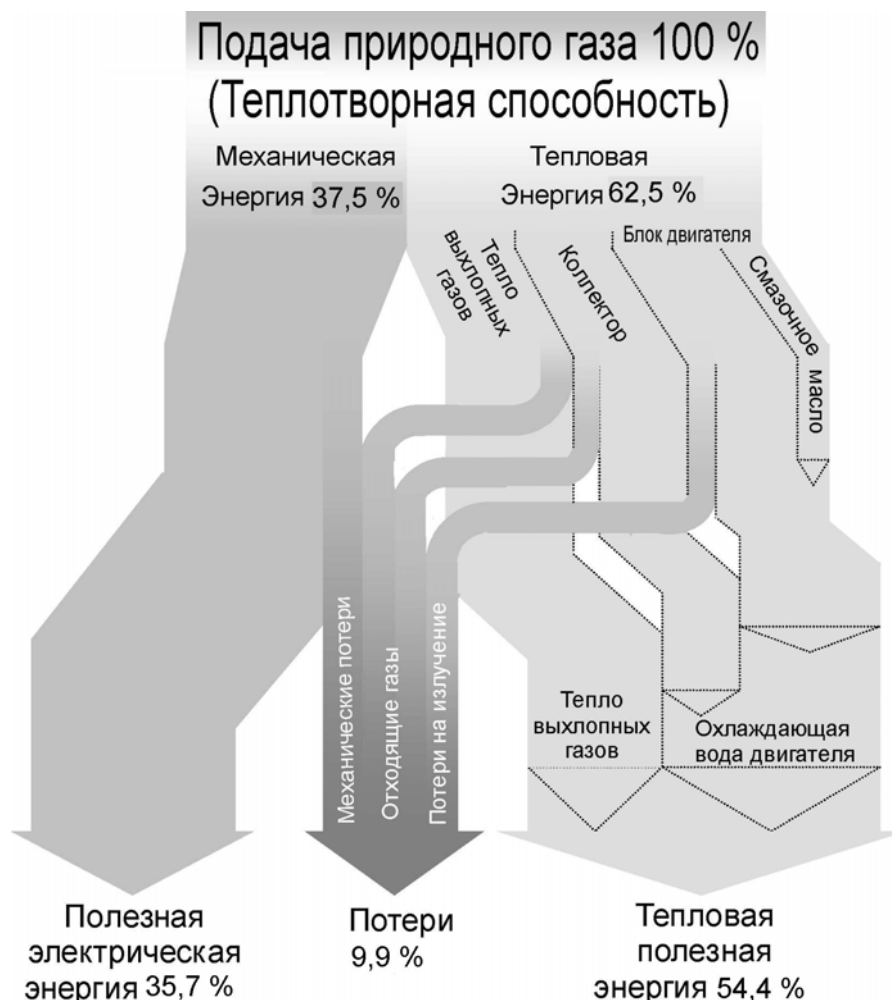 Подача природного газа 100 %
(Теплотворная способность)
Механическая
Энергия 37,5 %
Тепловая
Энергия 62,5 %
Тепло
выхлопных
газов
Коллектор
Блок двигателя
Смазочное
масло
Механические потери
Отходящие газы
Потери на излучение
Тепло
выхлопных
газов
Охлаждающая
вода двигателя
Полезная
электрическая
энергия 35,7 %
Потери
9,9 %
Тепловая
полезная
энергия 54,4 %